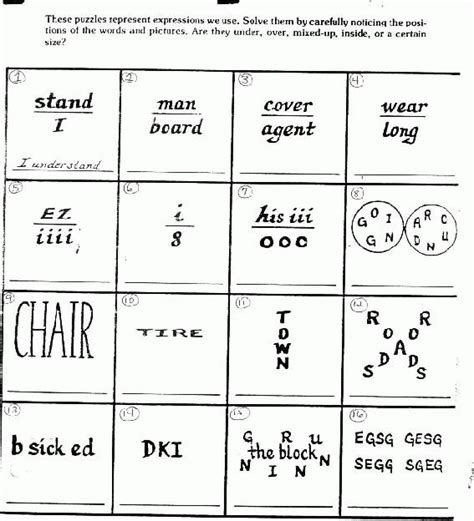 These puzzles represent expressions we use. Solve them by carefully noticing the posi-
tions of the words and pictures. Are they under, over, mixed-up, inside, or a certain
size?
1
stand
I
I understand
2
man
board
3
cover
agent
4
wear
long
5
EZ
iiii
6
i
8
7
his iii
OOC
8
G O I
G N
A R C
D N U
9
CHAIR
10
TIRE
11
T
O
W
N
12
R R
O O
A
D D
S S
13
b sick ed
14
DKI
15
G R U
the block
N N
I N
16
EGSG GESG
SEGG SGEG